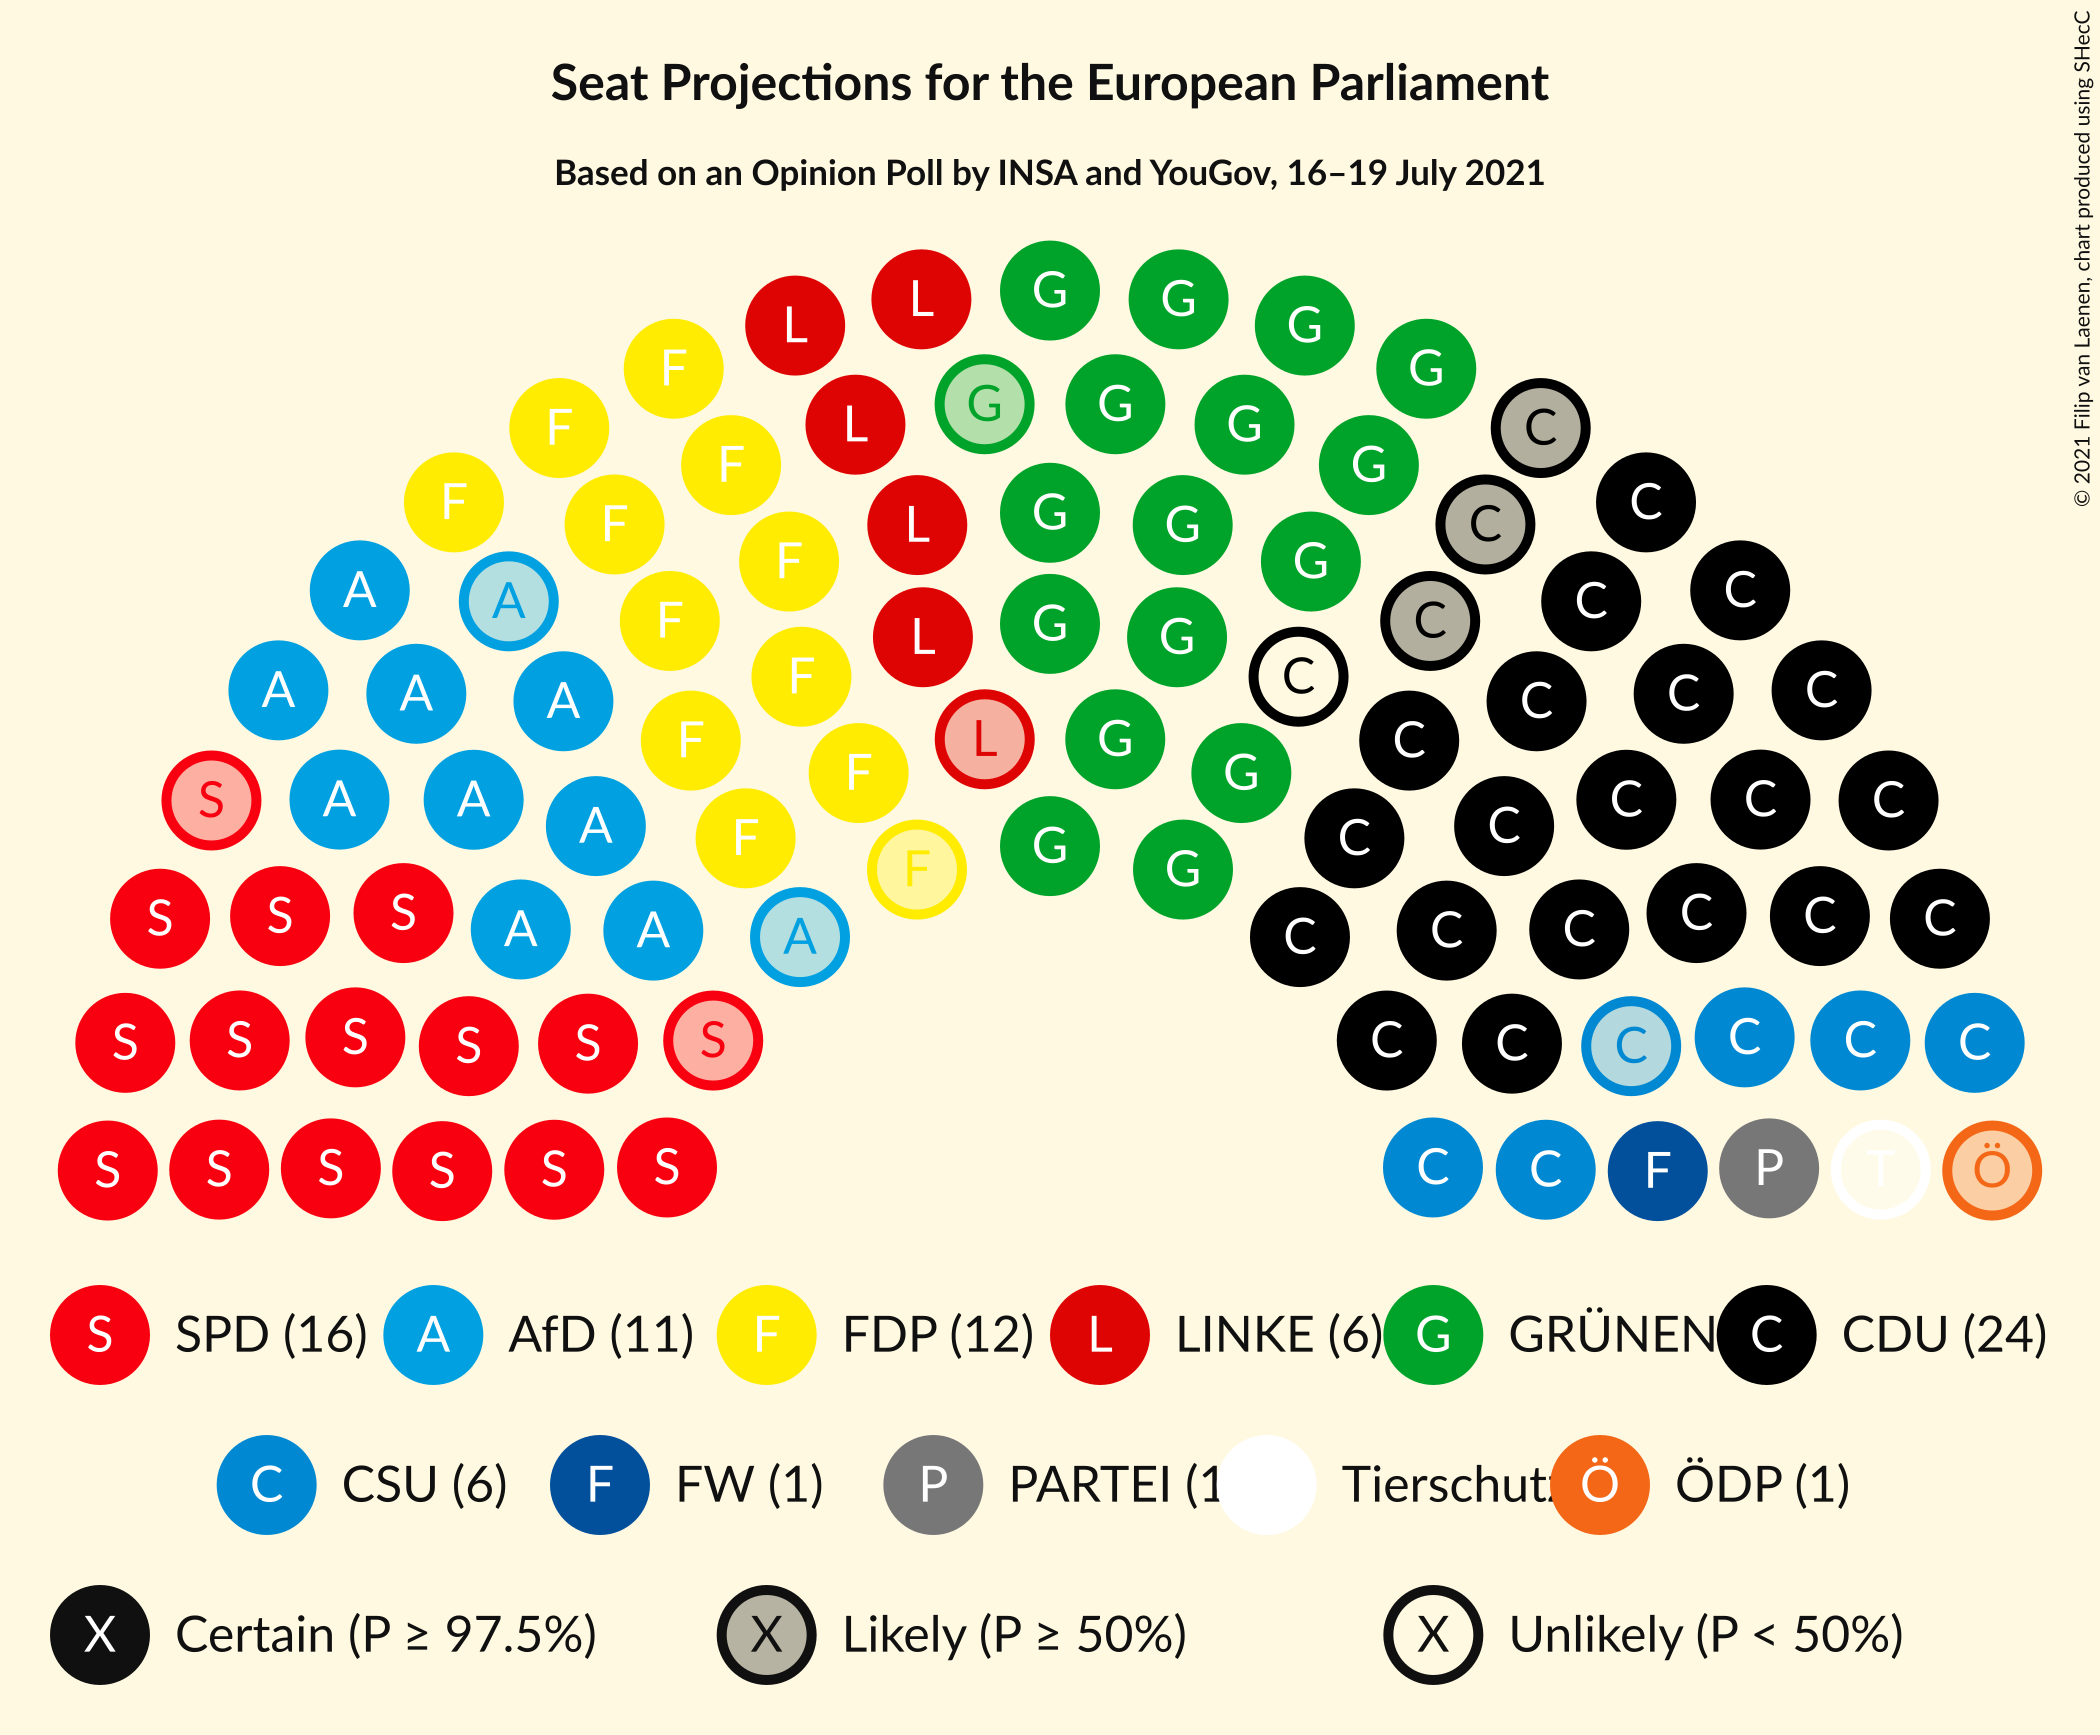 Seat Projections for the European Parliament
Based on an Opinion Poll by INSA and YouGov, 16–19 July 2021
© 2021 Filip van Laenen, chart produced using SHecC
L G G
L G
F G
G G
F L G C
F G
F C
G
F L G C
F G
A C
A C
F L G G C
A A A F C C C C
F L G C
F G
S A A C C C
A C
F G C
F G
S S S A A A C C C C C C
S S S S S S C C C C C C
S S S S S S C C F P T Ö
S SPD (16) A AfD (11) F FDP (12) L LINKE (6) G GRÜNEN C CDU (24)
C CSU (6) F FW (1) P PARTEI (1 Tierschutz Ö ÖDP (1)
X Certain (P ≥ 97.5%) X Likely (P ≥ 50%) X Unlikely (P < 50%)